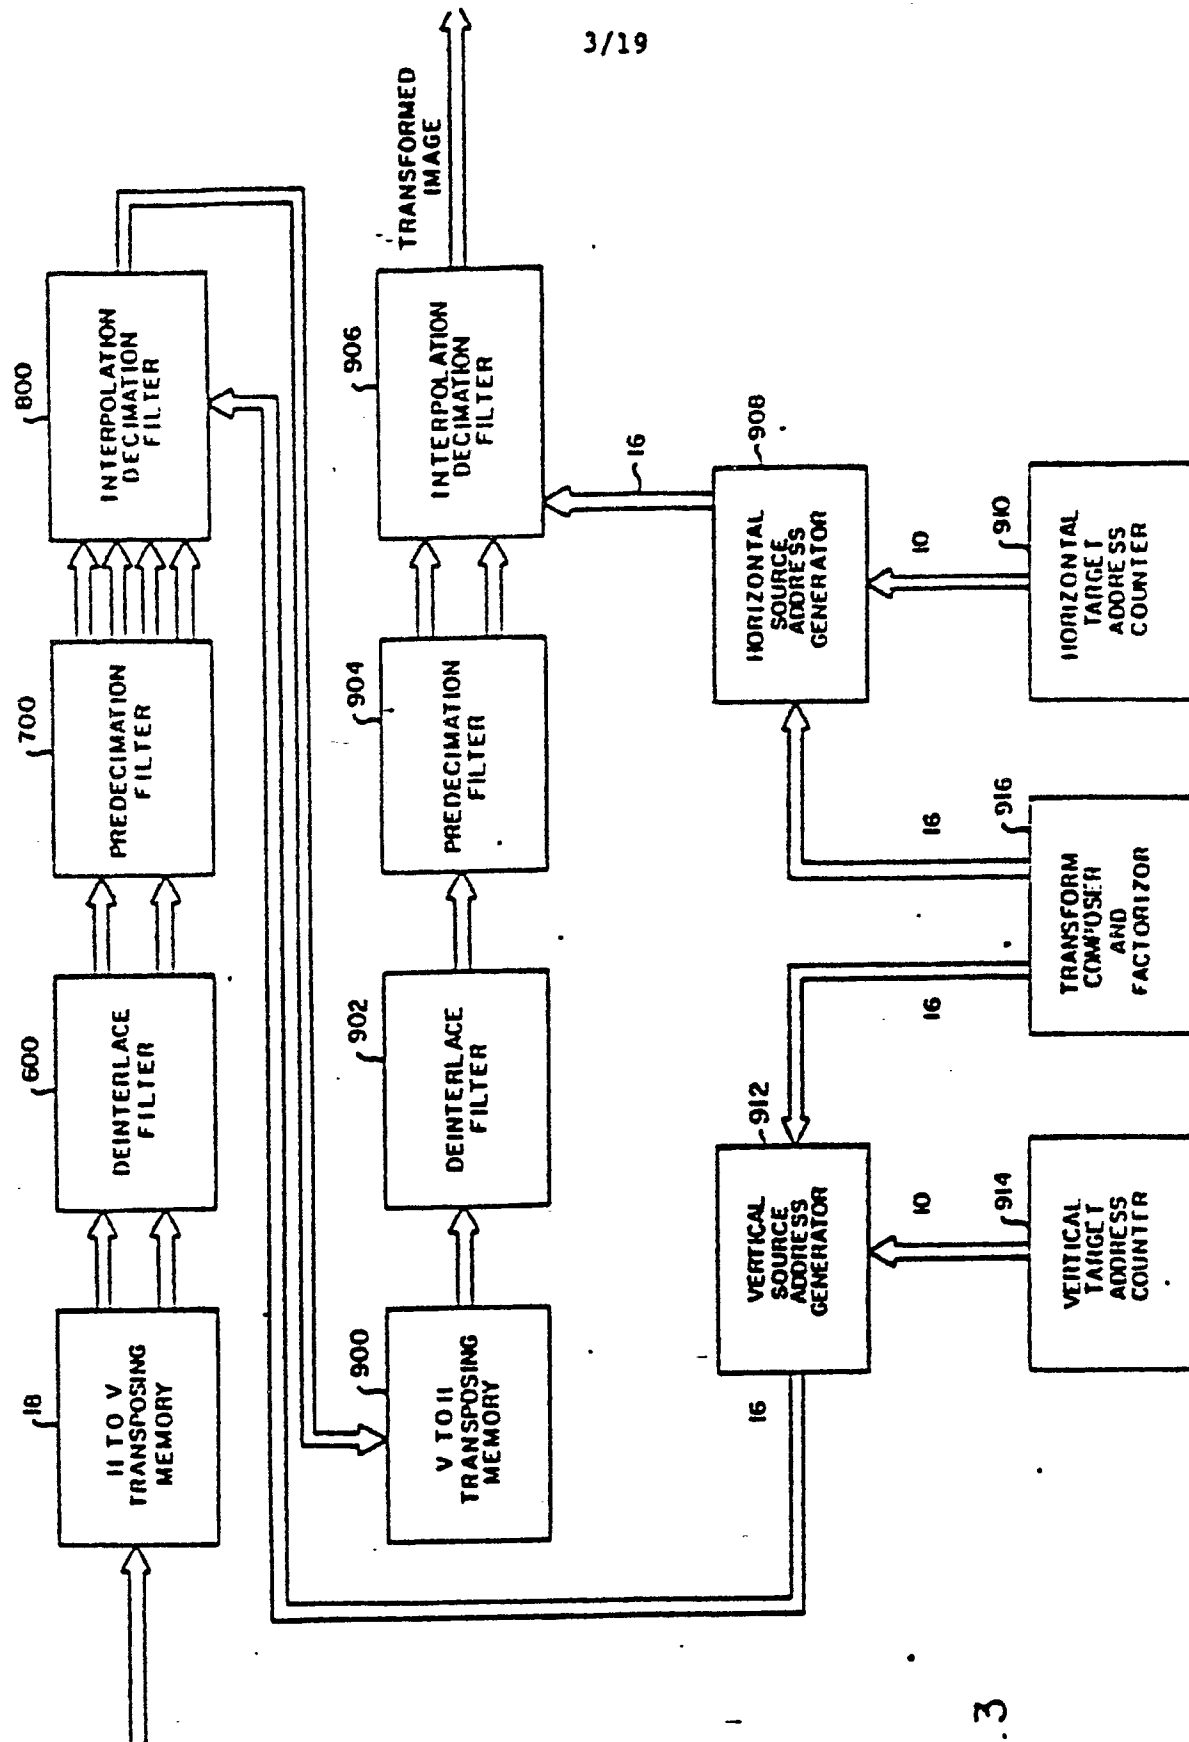 3/19
18
H TO V
TRANSPOSING
MEMORY
600
DEINTERLACE
FILTER
700
PREDECIMATION
FILTER
800
INTERPOLATION
DECIMATION
FILTER
900
V TO H
TRANSPOSING
MEMORY
902
DEINTERLACE
FILTER
904
PREDECIMATION
FILTER
906
INTERPOLATION
DECIMATION
FILTER
TRANSFORMED
IMAGE
16
912
VERTICAL
SOURCE
ADDRESS
GENERATOR
16
908
HORIZONTAL
SOURCE
ADDRESS
GENERATOR
10
16
16
10
914
VERTICAL
TARGET
ADDRESS
COUNTER
916
TRANSFORM
COMPOSER
AND
FACTORIZOR
910
HORIZONTAL
TARGET
ADDRESS
COUNTER
.3